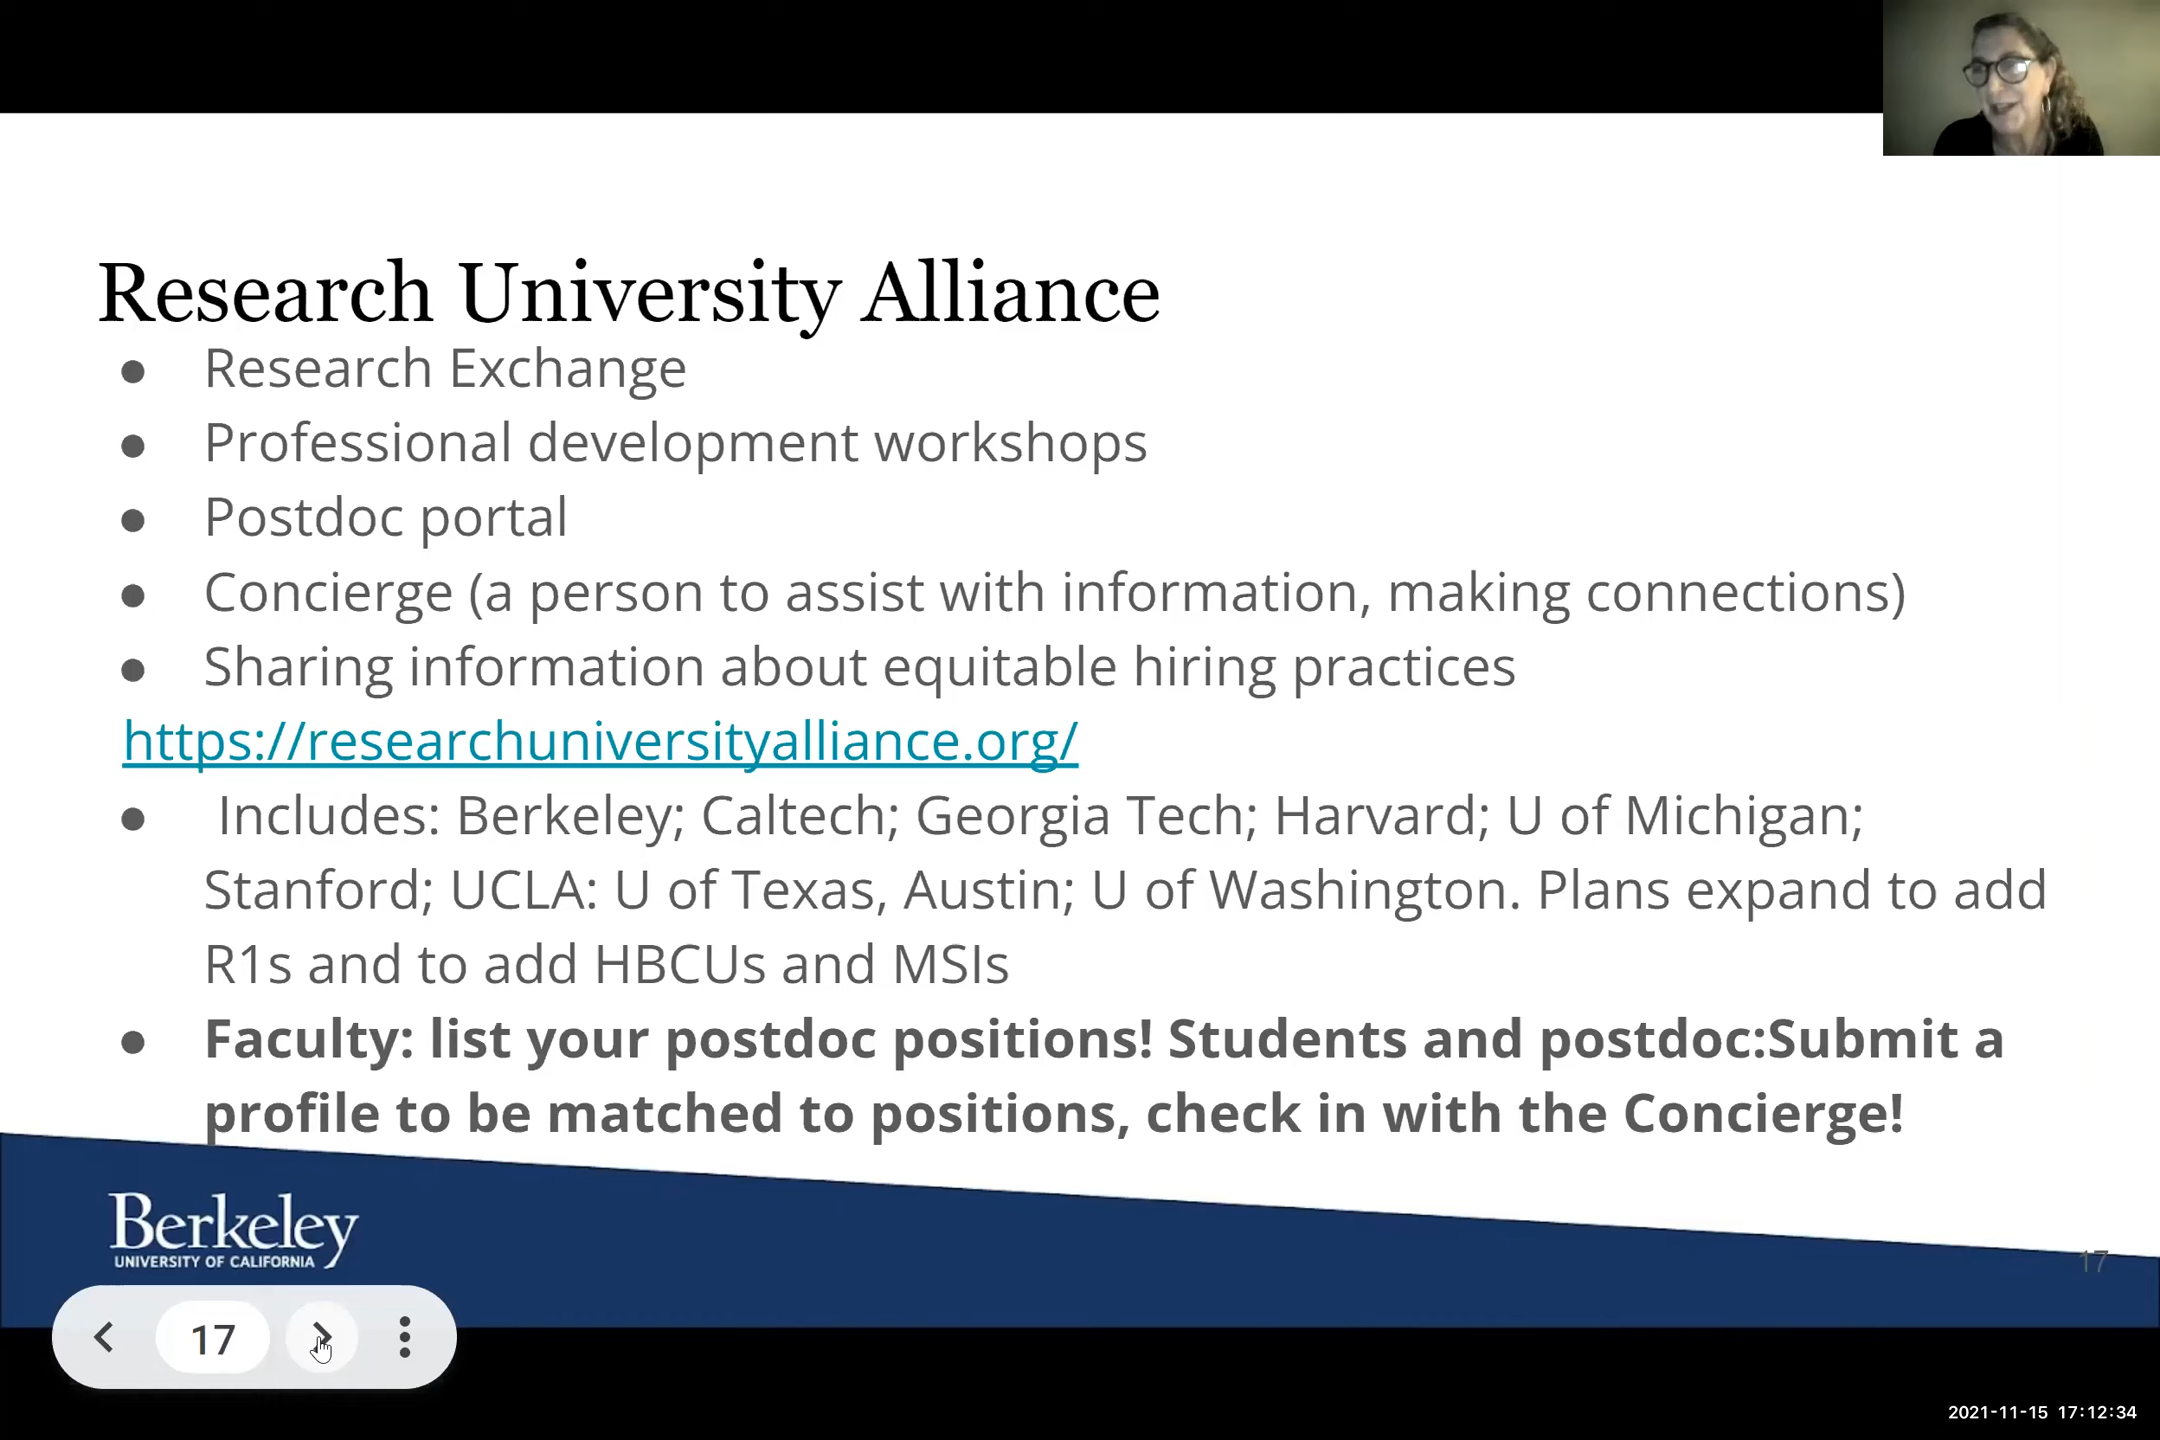 Research University Alliance
● Research Exchange
● Professional development workshops
● Postdoc portal
● Concierge (a person to assist with information, making connections)
● Sharing information about equitable hiring practices
https://researchuniversityalliance.org/
● Includes: Berkeley; Caltech; Georgia Tech; Harvard; U of Michigan;
Stanford; UCLA: U of Texas, Austin; U of Washington. Plans expand to add
R1s and to add HBCUs and MSIs
● Faculty: list your postdoc positions! Students and postdoc:Submit a
profile to be matched to positions, check in with the Concierge!
Berkeley
UNIVERSITY OF CALIFORNIA
17
17
2021-11-15 17:12:34